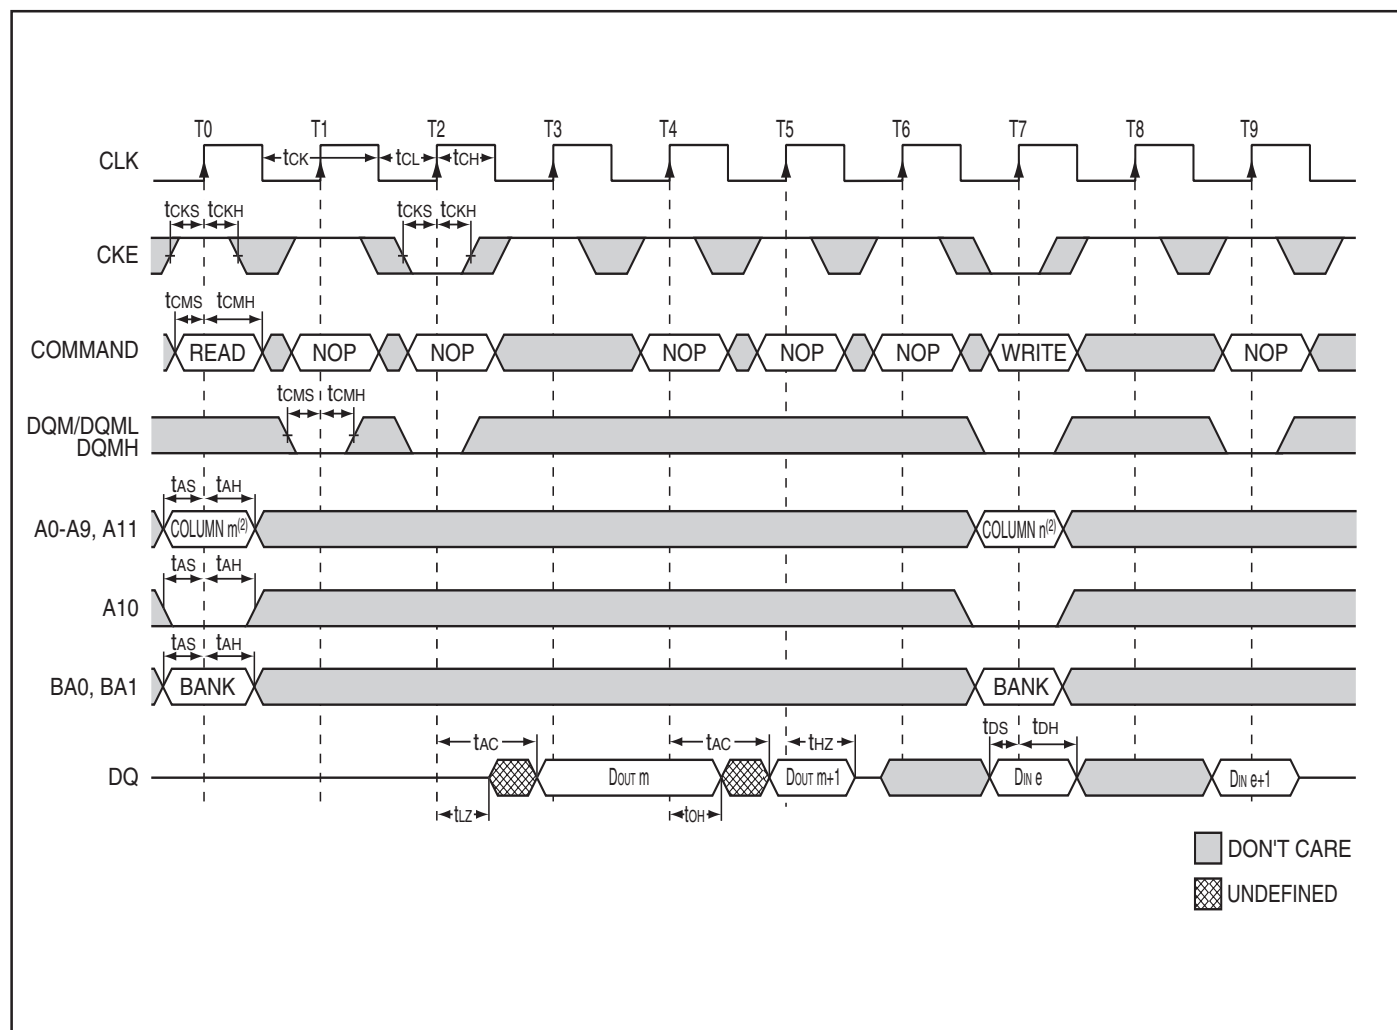 T0 T1 T2 T3 T4 T5 T6 T7 T8 T9
CLK tCK tCL tCH
tCKS tCKH tCKS tCKH
CKE
tCMS tCMH
COMMAND READ NOP NOP NOP NOP NOP WRITE NOP
tCMS tCMH
DQM/DQML
DQMH
tAS tAH
A0-A9, A11 COLUMN m(2) COLUMN n(2)
tAS tAH
A10
tAS tAH
BA0, BA1 BANK BANK
tAC tAC tHZ tDS tDH
DQ DOUT m DOUT m+1 DIN e DIN e+1
tLZ tOH
DON'T CARE
UNDEFINED